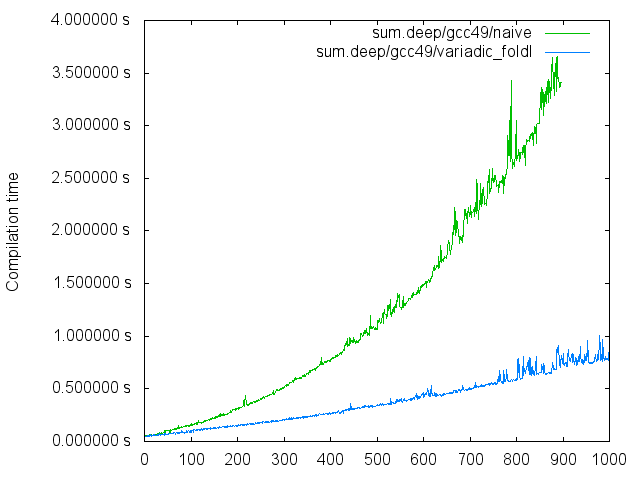 4.000000 s
sum.deep/gcc49/naive
sum.deep/gcc49/variadic_foldl
3.500000 s
3.000000 s
2.500000 s
2.000000 s
Compilation time
1.500000 s
1.000000 s
0.500000 s
0.000000 s
0 100 200 300 400 500 600 700 800 900 1000